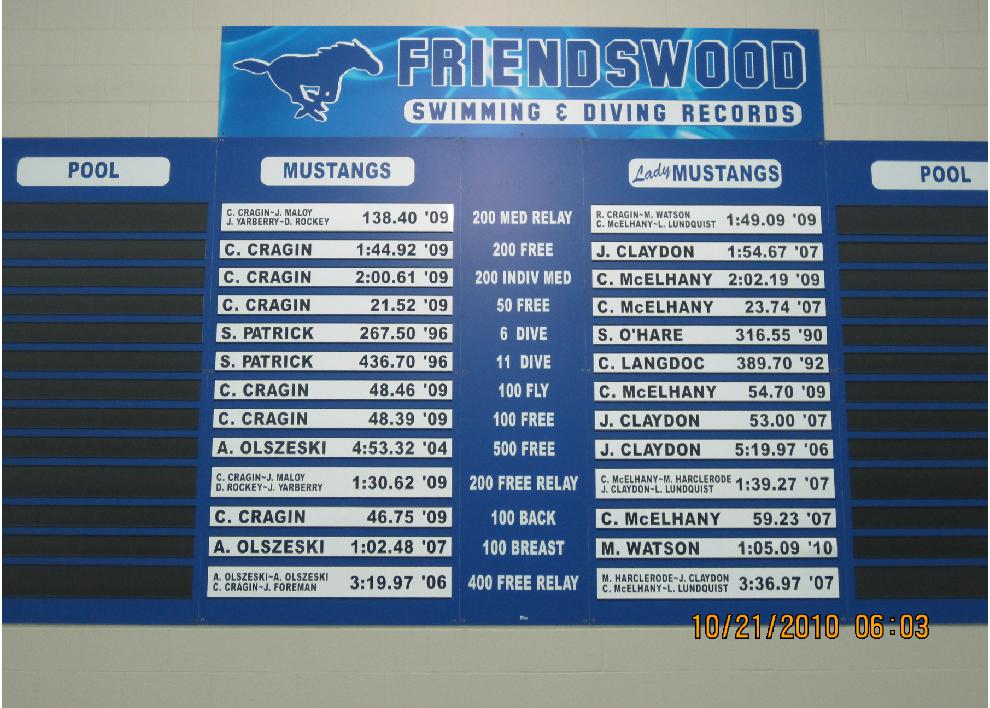 FRIENDSWOOD
SWIMMING & DIVING RECORDS
POOL
MUSTANGS
Lady MUSTANGS
POOL
C. CRAGIN~J. MALOY
J. YARBERRY~D. ROCKEY
138.40 '09
200 MED RELAY
R. CRAGIN~M. WATSON
C. McELHANY~L. LUNDQUIST
1:49.09 '09
C. CRAGIN 1:44.92 '09
200 FREE
J. CLAYDON 1:54.67 '07
C. CRAGIN 2:00.61 '09
200 INDIV MED
C. McELHANY 2:02.19 '09
C. CRAGIN 21.52 '09
50 FREE
C. McELHANY 23.74 '07
S. PATRICK 267.50 '96
6 DIVE
S. O'HARE 316.55 '90
S. PATRICK 436.70 '96
11 DIVE
C. LANGDOC 389.70 '92
C. CRAGIN 48.46 '09
100 FLY
C. McELHANY 54.70 '09
C. CRAGIN 48.39 '09
100 FREE
J. CLAYDON 53.00 '07
A. OLSZESKI 4:53.32 '04
500 FREE
J. CLAYDON 5:19.97 '06
C. CRAGIN~J. MALOY
D. ROCKEY~J. YARBERRY
1:30.62 '09
200 FREE RELAY
C. McELHANY~M. HARCLERODE
J. CLAYDON~L. LUNDQUIST
1:39.27 '07
C. CRAGIN 46.75 '09
100 BACK
C. McELHANY 59.23 '07
A. OLSZESKI 1:02.48 '07
100 BREAST
M. WATSON 1:05.09 '10
A. OLSZESKI~A. OLSZESKI
C. CRAGIN~J. FOREMAN
3:19.97 '06
400 FREE RELAY
M. HARCLERODE~J. CLAYDON
C. McELHANY~L. LUNDQUIST
3:36.97 '07
10/21/2010 06:03